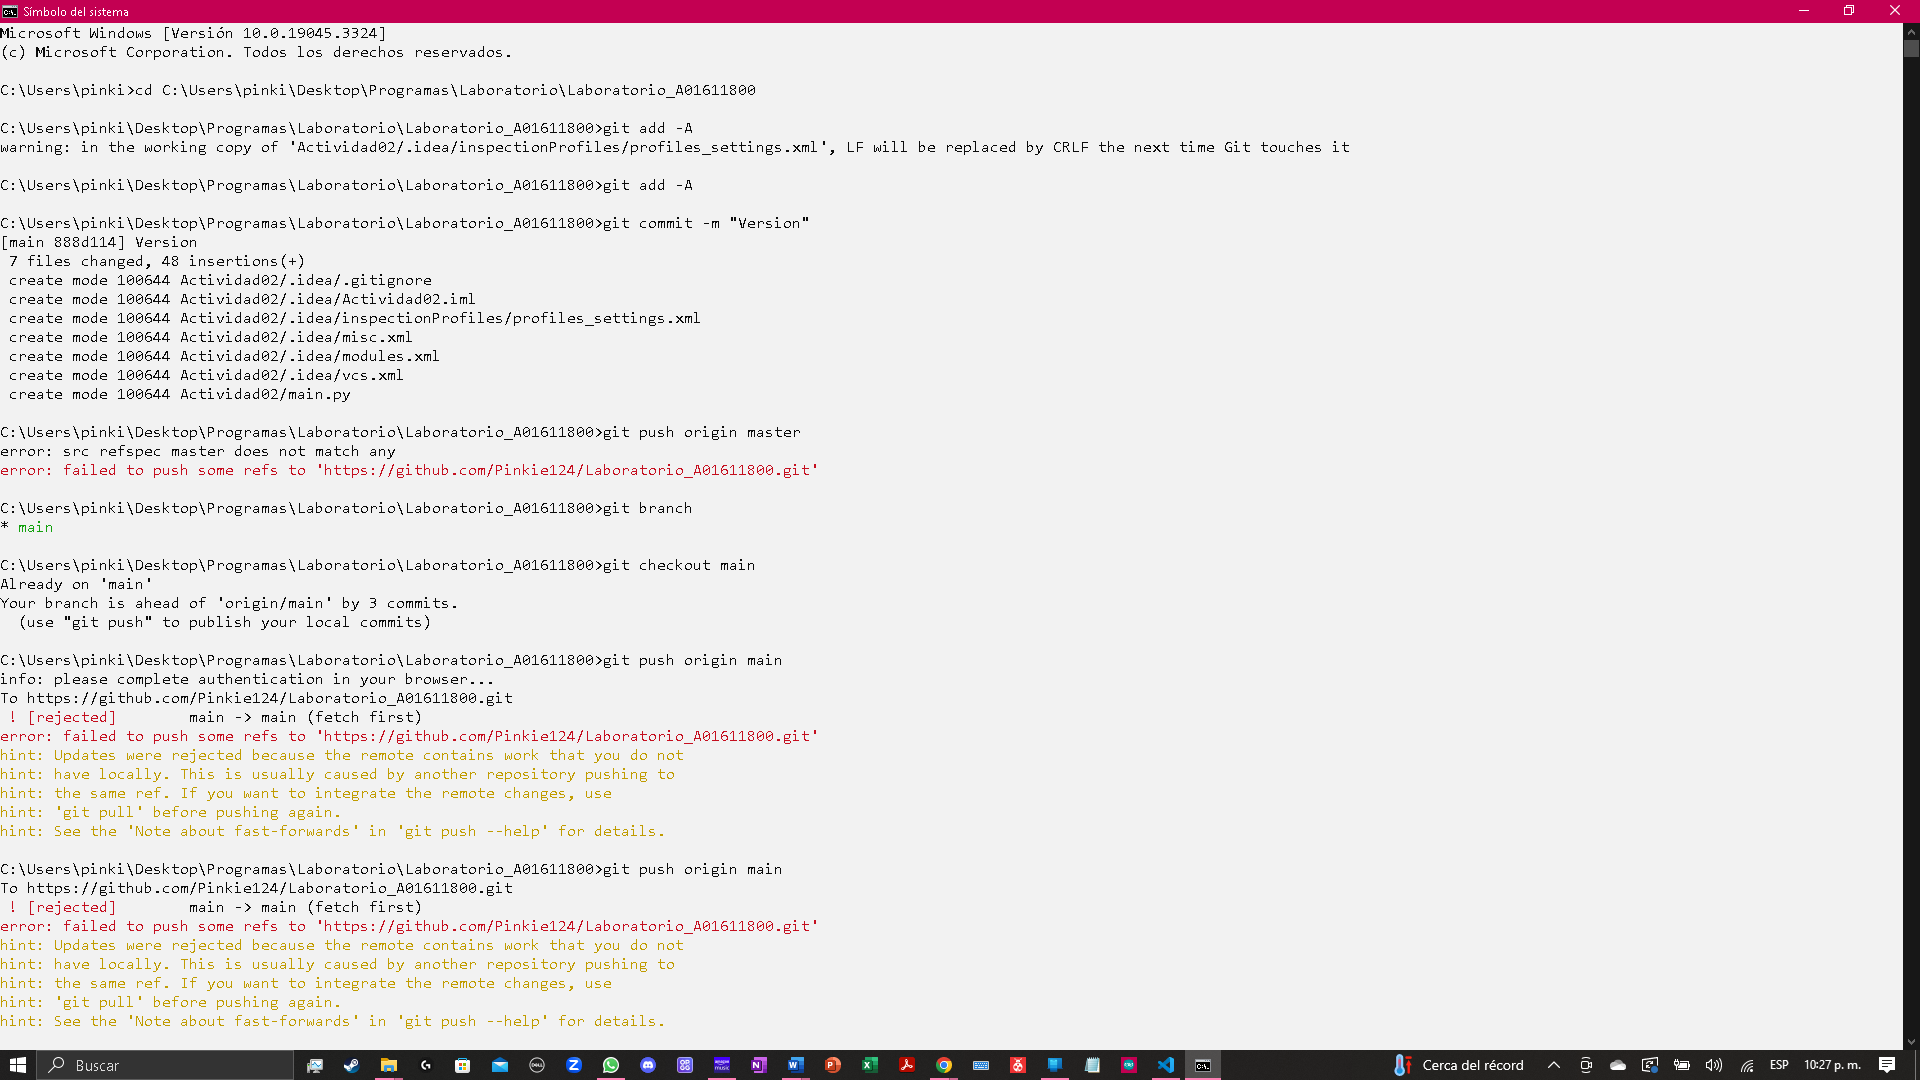 Símbolo del sistema
Microsoft Windows [Versión 10.0.19045.3324]
(c) Microsoft Corporation. Todos los derechos reservados.
C:\Users\pinki>cd C:\Users\pinki\Desktop\Programas\Laboratorio\Laboratorio_A01611800
C:\Users\pinki\Desktop\Programas\Laboratorio\Laboratorio_A01611800>git add -A
warning: in the working copy of 'Actividad02/.idea/inspectionProfiles/profiles_settings.xml', LF will be replaced by CRLF the next time Git touches it
C:\Users\pinki\Desktop\Programas\Laboratorio\Laboratorio_A01611800>git add -A
C:\Users\pinki\Desktop\Programas\Laboratorio\Laboratorio_A01611800>git commit -m "Version"
[main 888d114] Version
 7 files changed, 48 insertions(+)
 create mode 100644 Actividad02/.idea/.gitignore
 create mode 100644 Actividad02/.idea/Actividad02.iml
 create mode 100644 Actividad02/.idea/inspectionProfiles/profiles_settings.xml
 create mode 100644 Actividad02/.idea/misc.xml
 create mode 100644 Actividad02/.idea/modules.xml
 create mode 100644 Actividad02/.idea/vcs.xml
 create mode 100644 Actividad02/main.py
C:\Users\pinki\Desktop\Programas\Laboratorio\Laboratorio_A01611800>git push origin master
error: src refspec master does not match any
error: failed to push some refs to 'https://github.com/Pinkie124/Laboratorio_A01611800.git'
C:\Users\pinki\Desktop\Programas\Laboratorio\Laboratorio_A01611800>git branch
* main
C:\Users\pinki\Desktop\Programas\Laboratorio\Laboratorio_A01611800>git checkout main
Already on 'main'
Your branch is ahead of 'origin/main' by 3 commits.
  (use "git push" to publish your local commits)
C:\Users\pinki\Desktop\Programas\Laboratorio\Laboratorio_A01611800>git push origin main
info: please complete authentication in your browser...
To https://github.com/Pinkie124/Laboratorio_A01611800.git
 ! [rejected]        main -> main (fetch first)
error: failed to push some refs to 'https://github.com/Pinkie124/Laboratorio_A01611800.git'
hint: Updates were rejected because the remote contains work that you do not
hint: have locally. This is usually caused by another repository pushing to
hint: the same ref. If you want to integrate the remote changes, use
hint: 'git pull' before pushing again.
hint: See the 'Note about fast-forwards' in 'git push --help' for details.
C:\Users\pinki\Desktop\Programas\Laboratorio\Laboratorio_A01611800>git push origin main
To https://github.com/Pinkie124/Laboratorio_A01611800.git
 ! [rejected]        main -> main (fetch first)
error: failed to push some refs to 'https://github.com/Pinkie124/Laboratorio_A01611800.git'
hint: Updates were rejected because the remote contains work that you do not
hint: have locally. This is usually caused by another repository pushing to
hint: the same ref. If you want to integrate the remote changes, use
hint: 'git pull' before pushing again.
hint: See the 'Note about fast-forwards' in 'git push --help' for details.
Buscar
Cerca del récord
ESP
10:27 p. m.